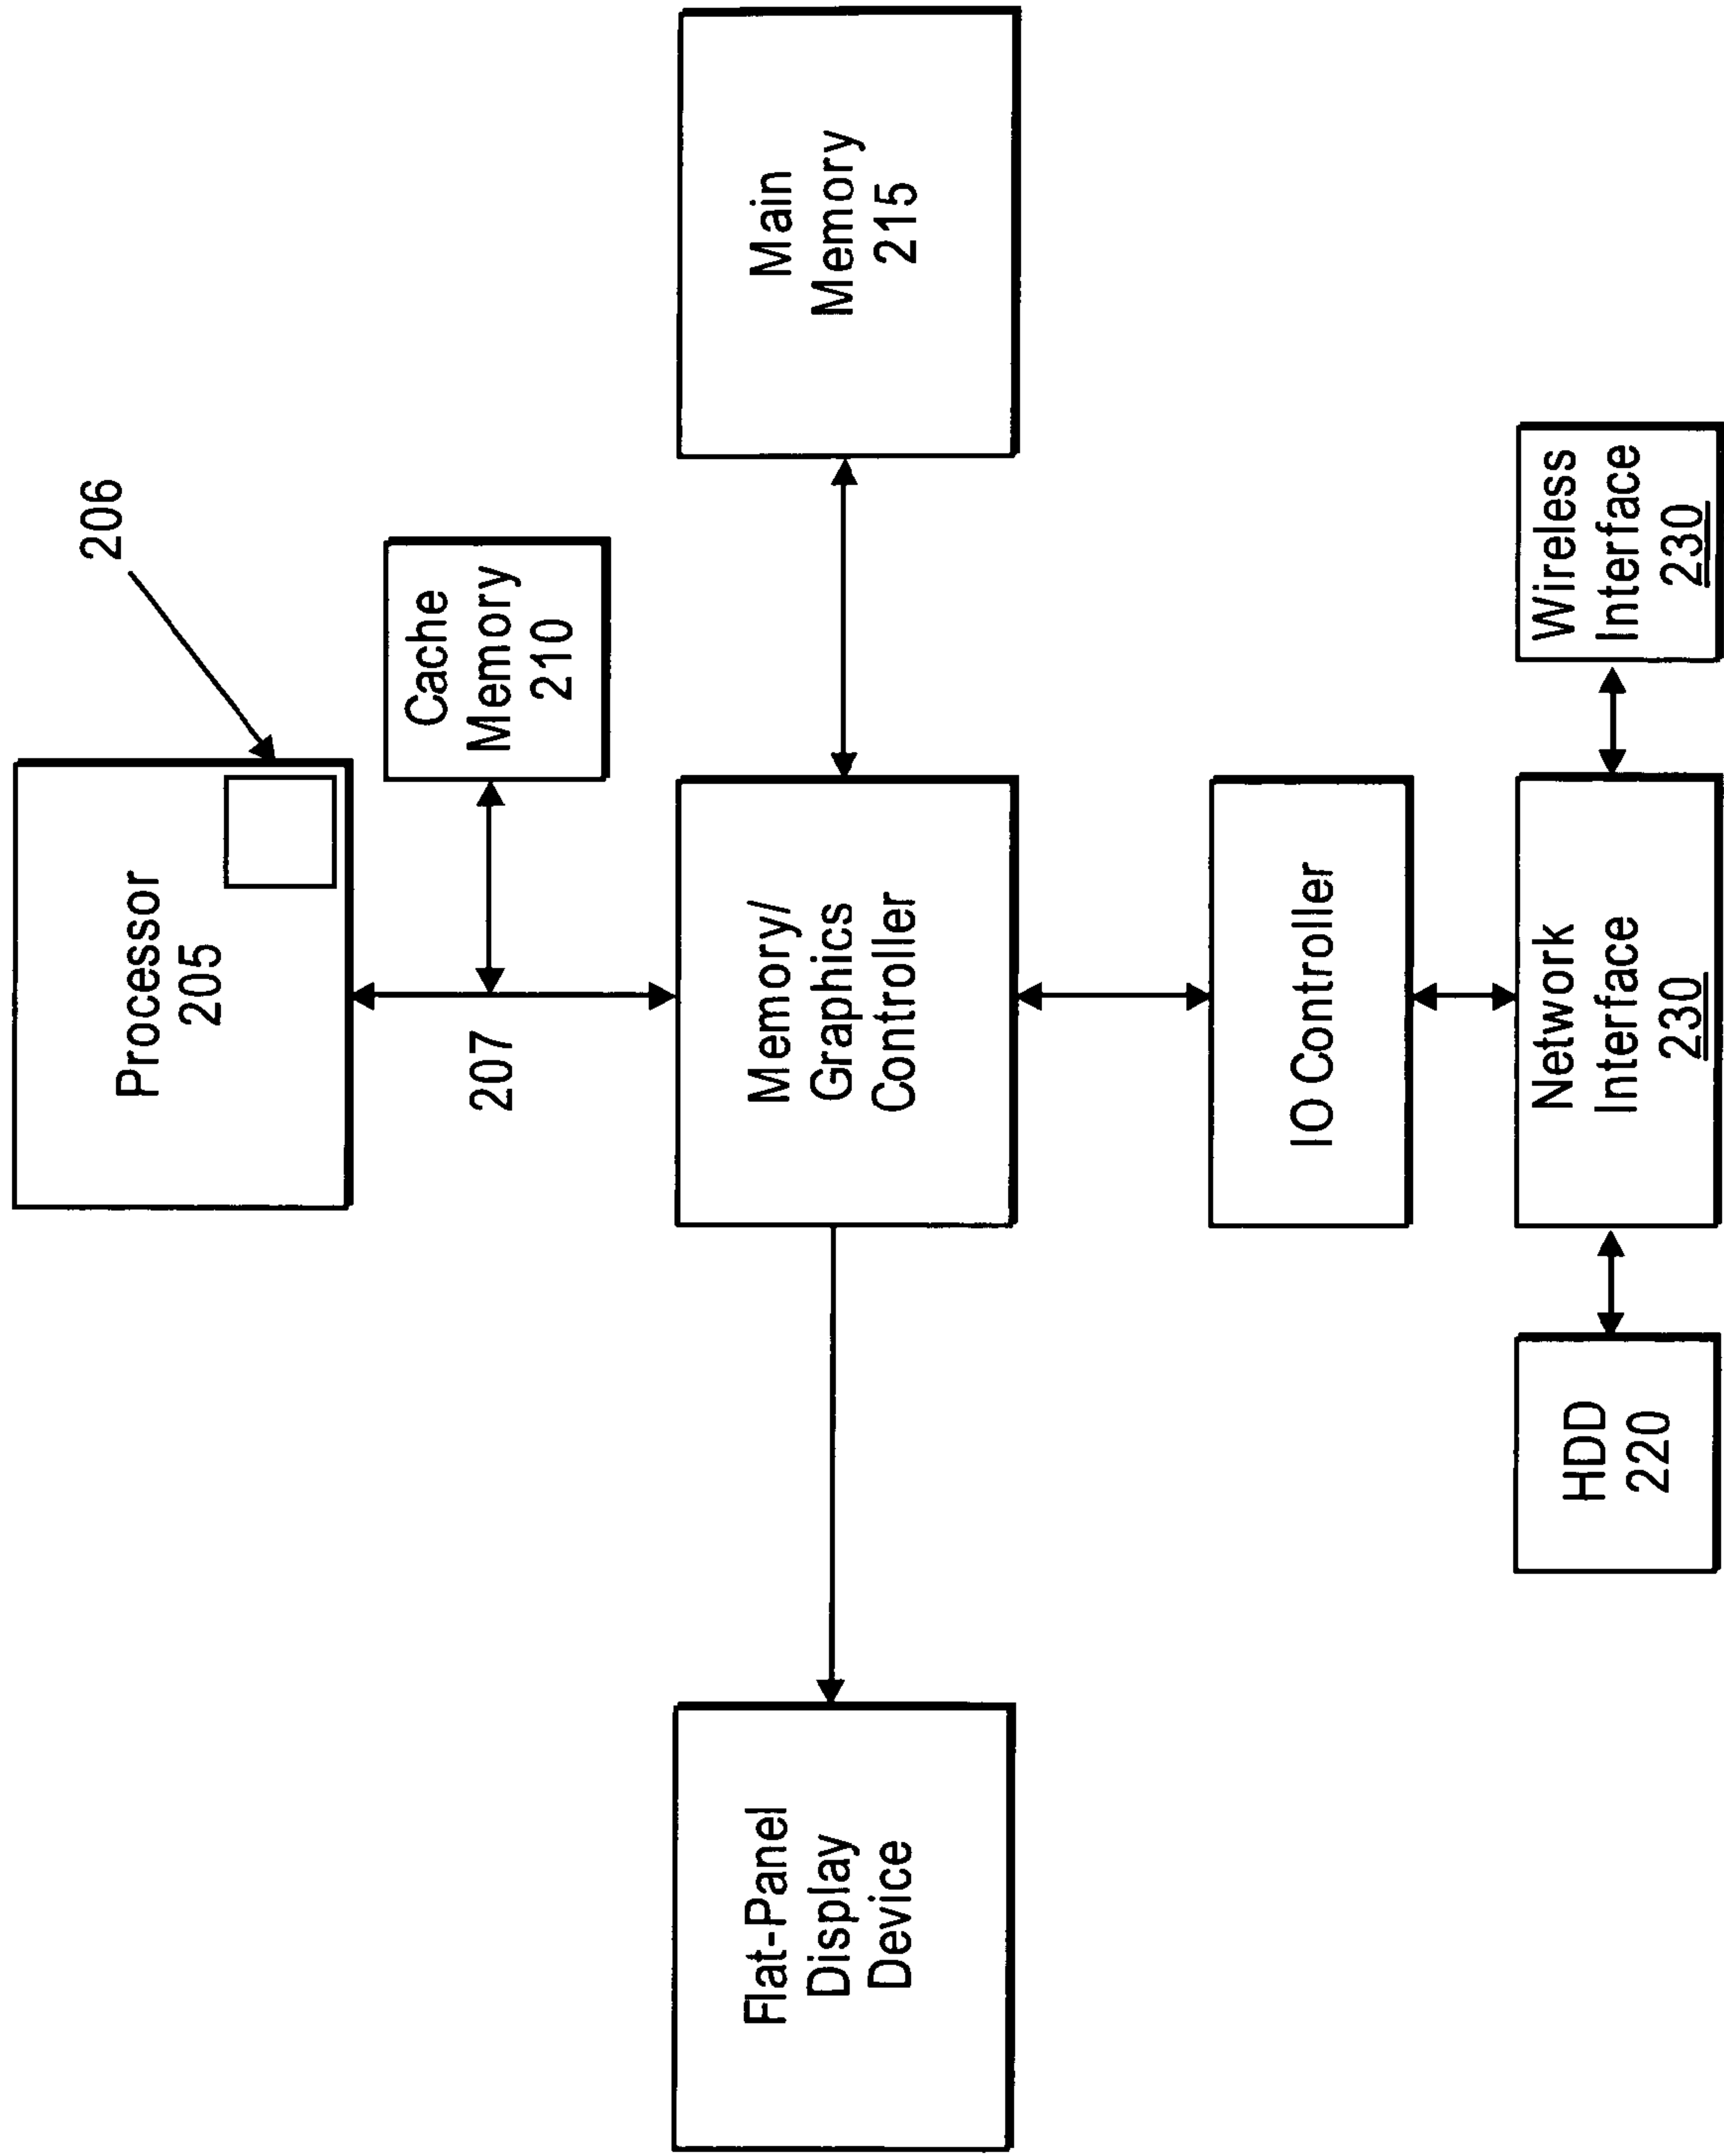 206
Processor
205
Cache
Memory
210
207
Main
Memory
215
Memory/
Graphics
Controller
Flat-Panel
Display
Device
IO Controller
Wireless
Interface
230
Network
Interface
230
HDD
220